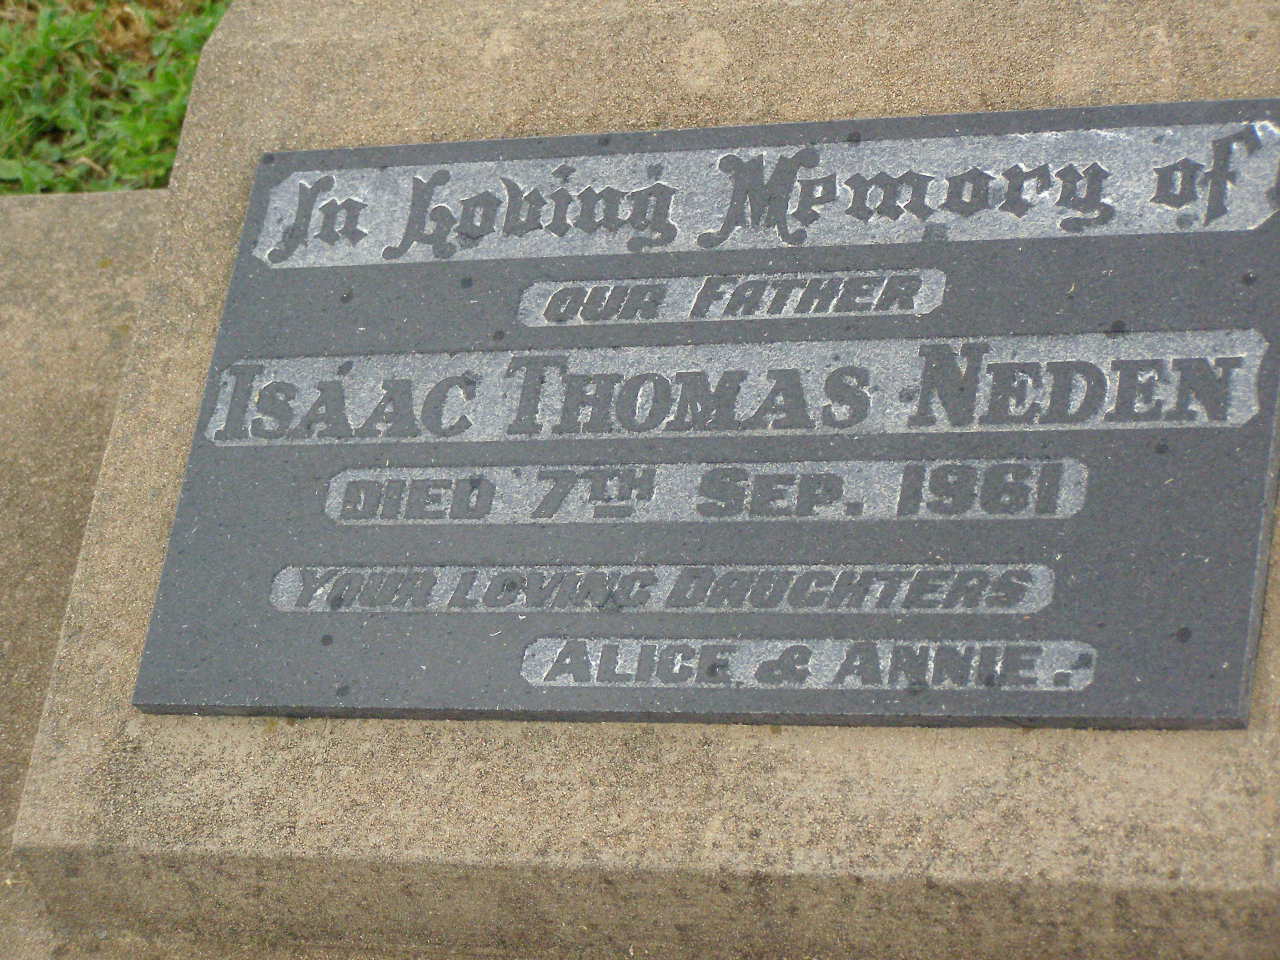 In Loving Memory of
OUR FATHER
ISAAC THOMAS NEDEN
DIED 7TH SEP. 1961
YOUR LOVING DAUGHTERS
ALICE & ANNIE.